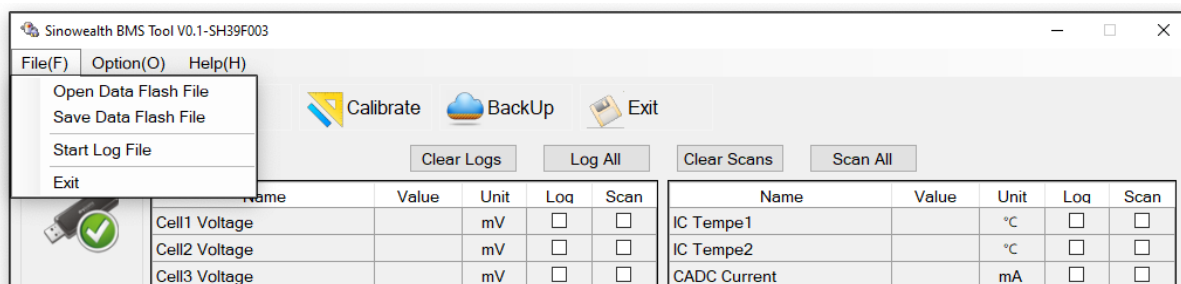 Sinowealth BMS Tool V0.1-SH39F003
File(F) Option(O) Help(H)
Open Data Flash File
Save Data Flash File
Start Log File
Exit
Calibrate BackUp Exit
Clear Logs Log All Clear Scans Scan All
Name Value Unit Log Scan Name Value Unit Log Scan
Cell1 Voltage mV IC Tempe1 °C
Cell2 Voltage mV IC Tempe2 °C
Cell3 Voltage mV CADC Current mA